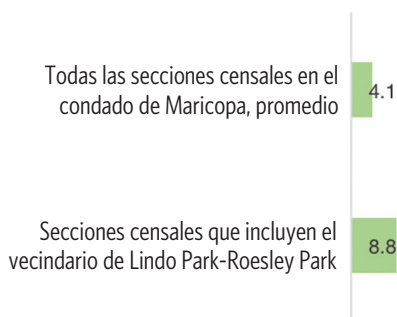 Todas las secciones censales en el
condado de Maricopa, promedio
4.1
Secciones censales que incluyen el
vecindario de Lindo Park-Roesley Park
8.8